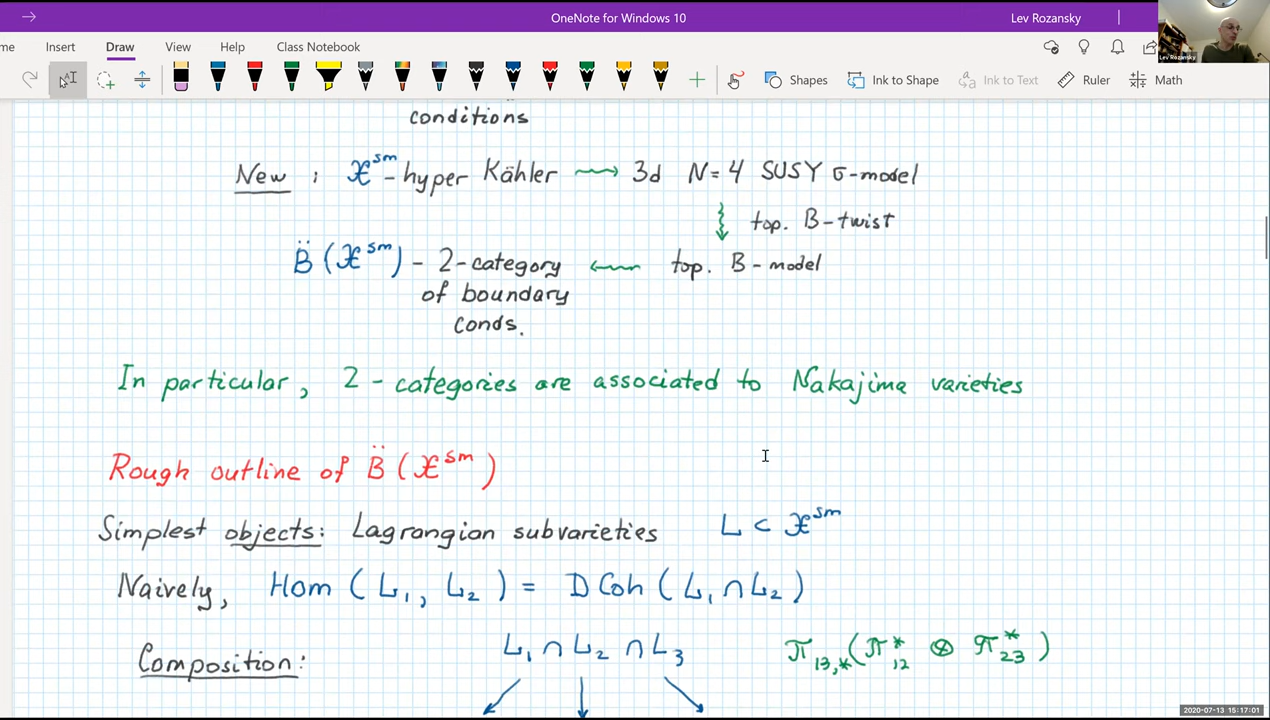 OneNote for Windows 10
Lev Rozansky
Lev Rozansky
Insert Draw View Help Class Notebook
Shapes Ink to Shape Ink to Text Ruler Math
conditions
New : 𝔛^sm - hyper Kähler ⇝ 3d N=4 SUSY σ-model
top. B-twist
B̈ (𝔛^sm) - 2-category ⇜ top. B-model
of boundary
conds.
In particular, 2-categories are associated to Nakajima varieties
Rough outline of B̈ (𝔛^sm)
Simplest objects: Lagrangian subvarieties L ⊂ 𝔛^sm
Naively, Hom (L₁, L₂) = DCoh (L₁∩L₂)
Composition: L₁ ∩ L₂ ∩ L₃ π₁₃,*(π₁₂* ⊗ π₂₃*)
2020-07-13 15:17:01